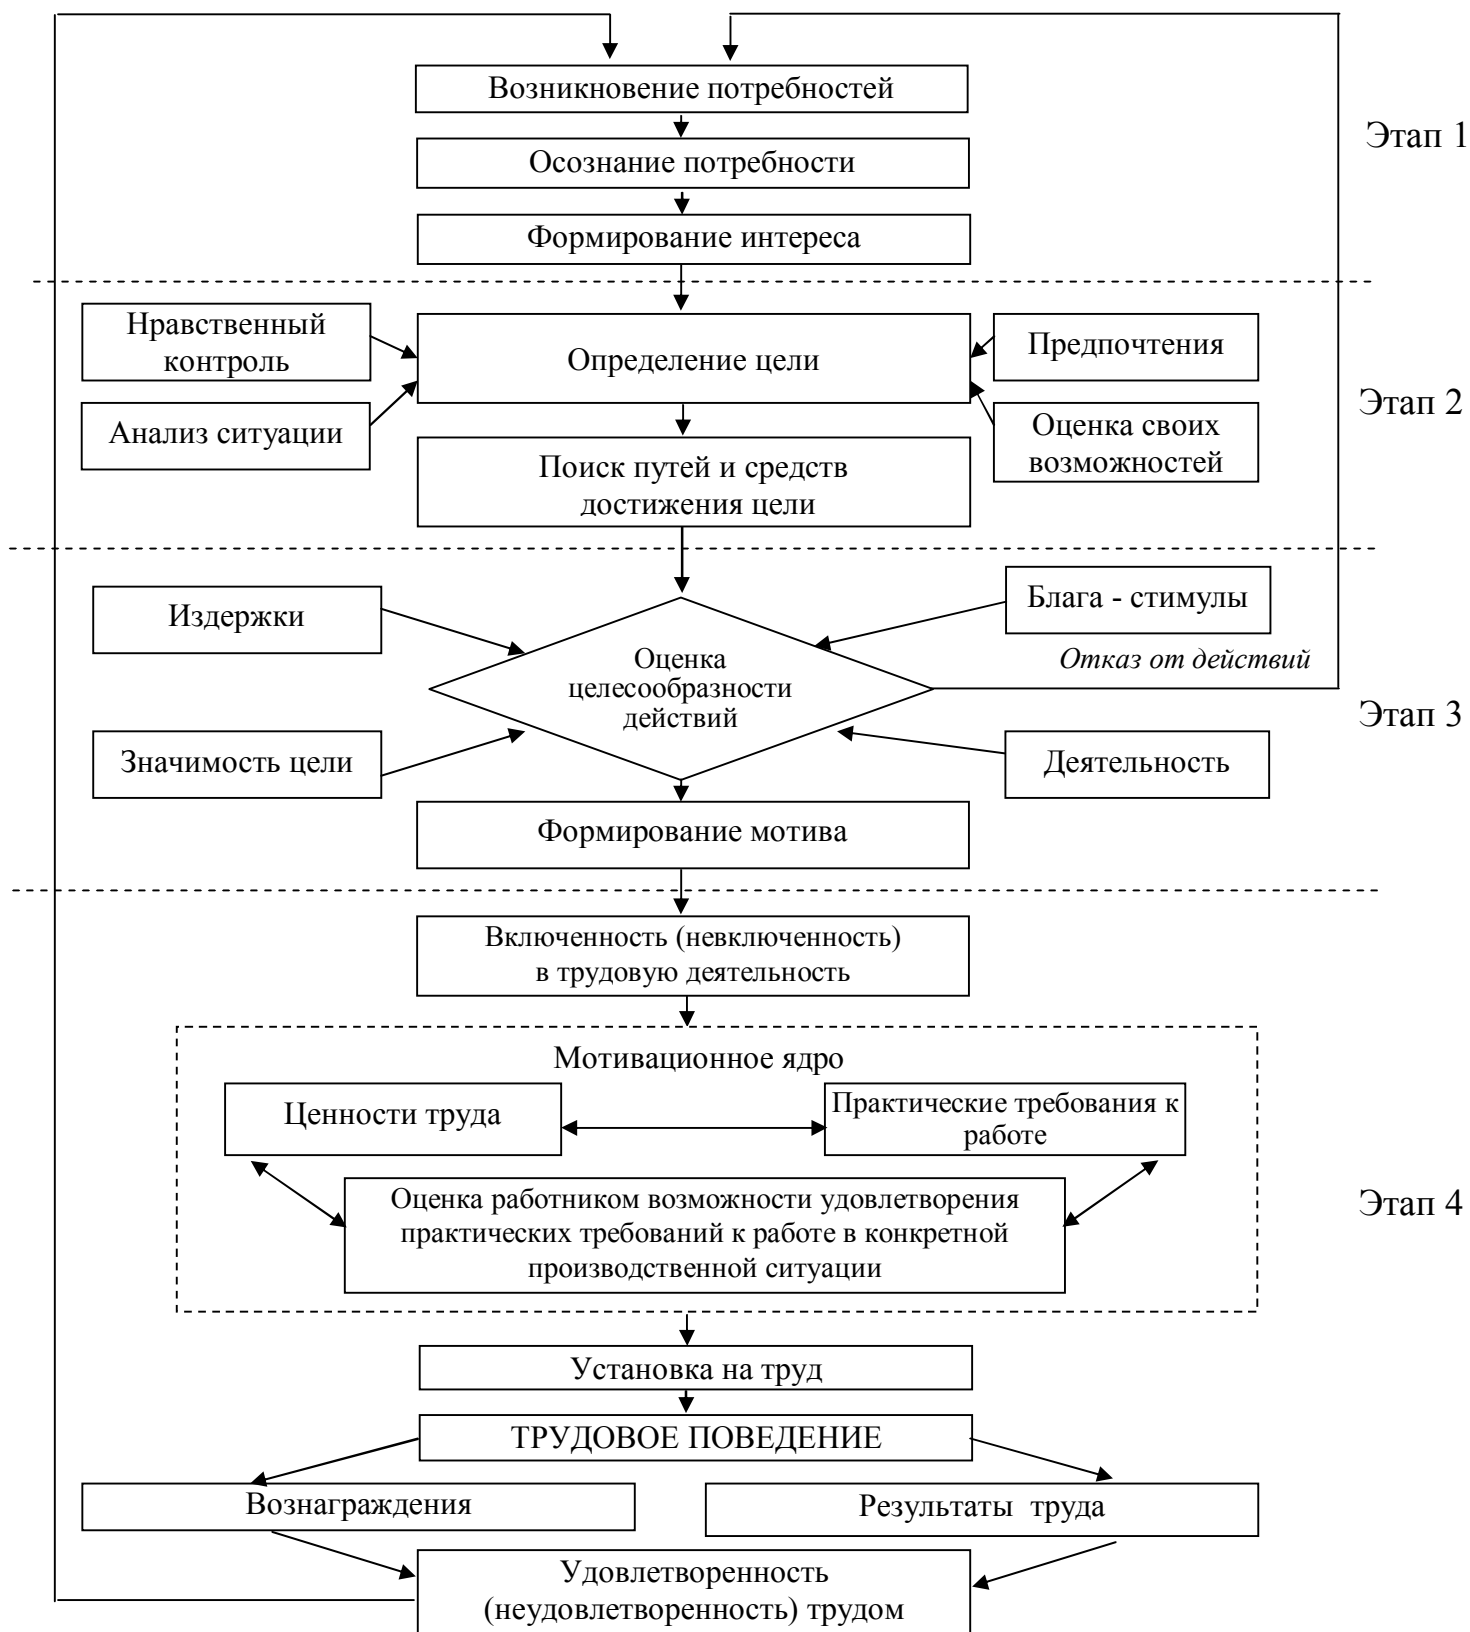 Возникновение потребностей
Этап 1
Осознание потребности
Формирование интереса
Нравственный
контроль
Определение цели
Предпочтения
Этап 2
Анализ ситуации
Оценка своих
возможностей
Поиск путей и средств
достижения цели
Издержки
Блага - стимулы
Оценка
целесообразности
действий
Отказ от действий
Этап 3
Значимость цели
Деятельность
Формирование мотива
Включенность (невключенность)
в трудовую деятельность
Мотивационное ядро
Ценности труда
Практические требования к
работе
Оценка работником возможности удовлетворения
практических требований к работе в конкретной
производственной ситуации
Этап 4
Установка на труд
ТРУДОВОЕ ПОВЕДЕНИЕ
Вознаграждения
Результаты труда
Удовлетворенность
(неудовлетворенность) трудом